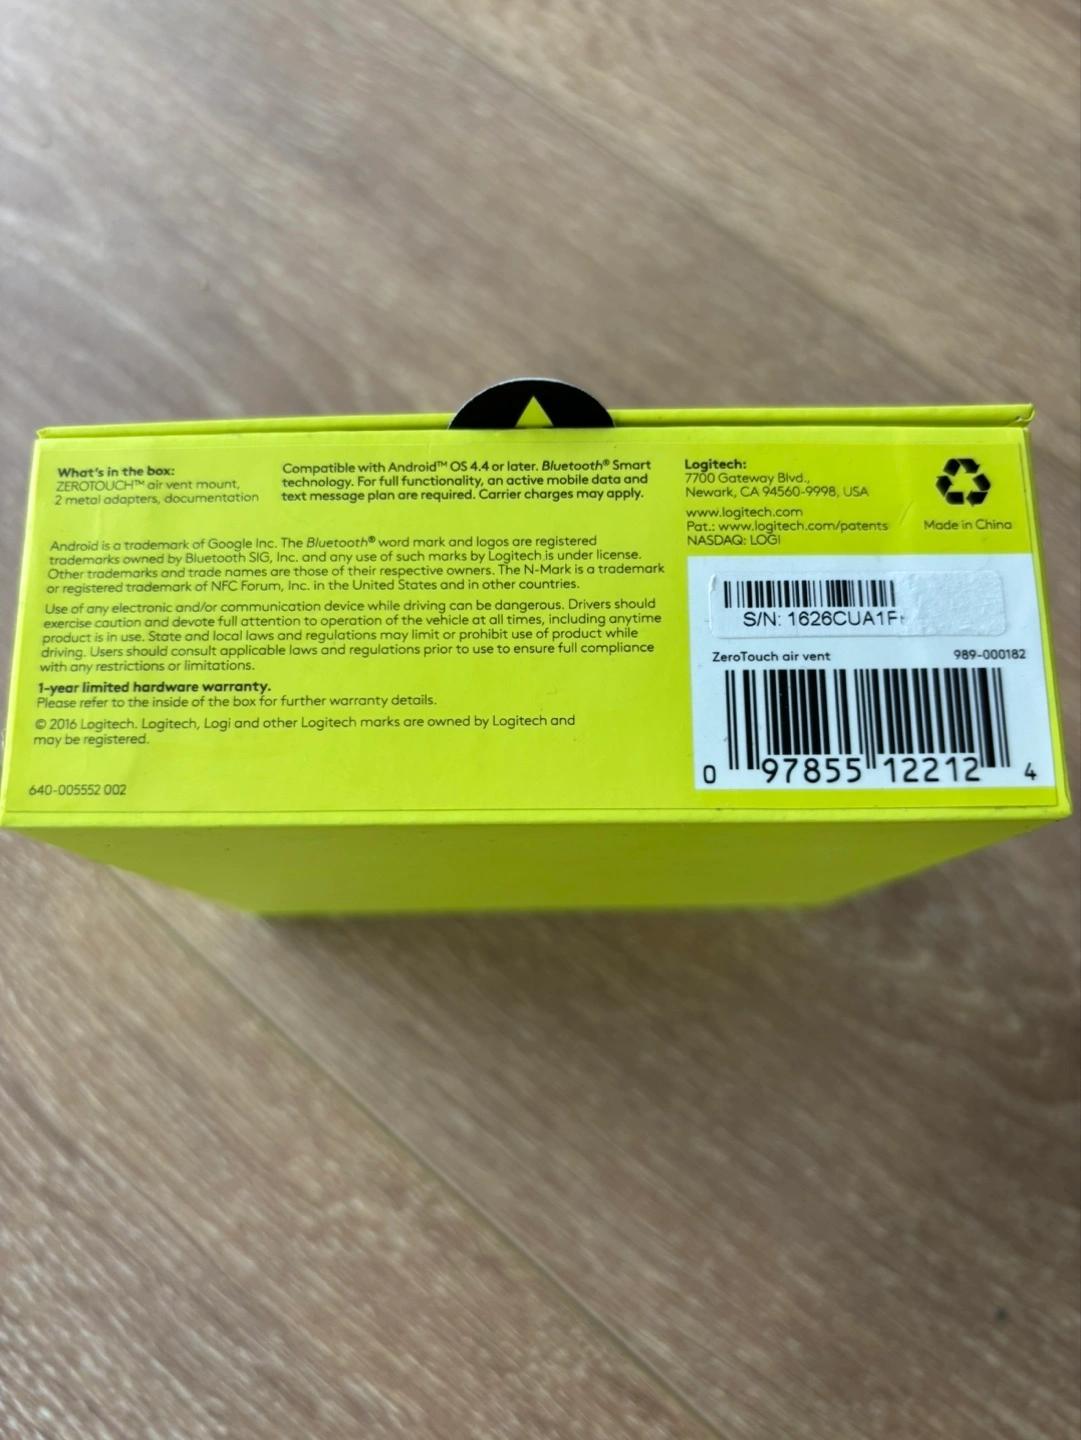 What's in the box:
ZEROTOUCH™ air vent mount,
2 metal adapters, documentation
Compatible with Android™ OS 4.4 or later. Bluetooth® Smart
technology. For full functionality, an active mobile data and
text message plan are required. Carrier charges may apply.
Android is a trademark of Google Inc. The Bluetooth® word mark and logos are registered
trademarks owned by Bluetooth SIG, Inc. and any use of such marks by Logitech is under license.
Other trademarks and trade names are those of their respective owners. The N-Mark is a trademark
or registered trademark of NFC Forum, Inc. in the United States and in other countries.
Use of any electronic and/or communication device while driving can be dangerous. Drivers should
exercise caution and devote full attention to operation of the vehicle at all times, including anytime
product is in use. State and local laws and regulations may limit or prohibit use of product while
driving. Users should consult applicable laws and regulations prior to use to ensure full compliance
with any restrictions or limitations.
1-year limited hardware warranty.
Please refer to the inside of the box for further warranty details.
© 2016 Logitech. Logitech, Logi and other Logitech marks are owned by Logitech and
may be registered.
640-005552 002
Logitech:
7700 Gateway Blvd.,
Newark, CA 94560-9998, USA
www.logitech.com
Pat.: www.logitech.com/patents
NASDAQ: LOGI
Made in China
S/N: 1626CUA1F
ZeroTouch air vent 989-000182
0 97855 12212 4